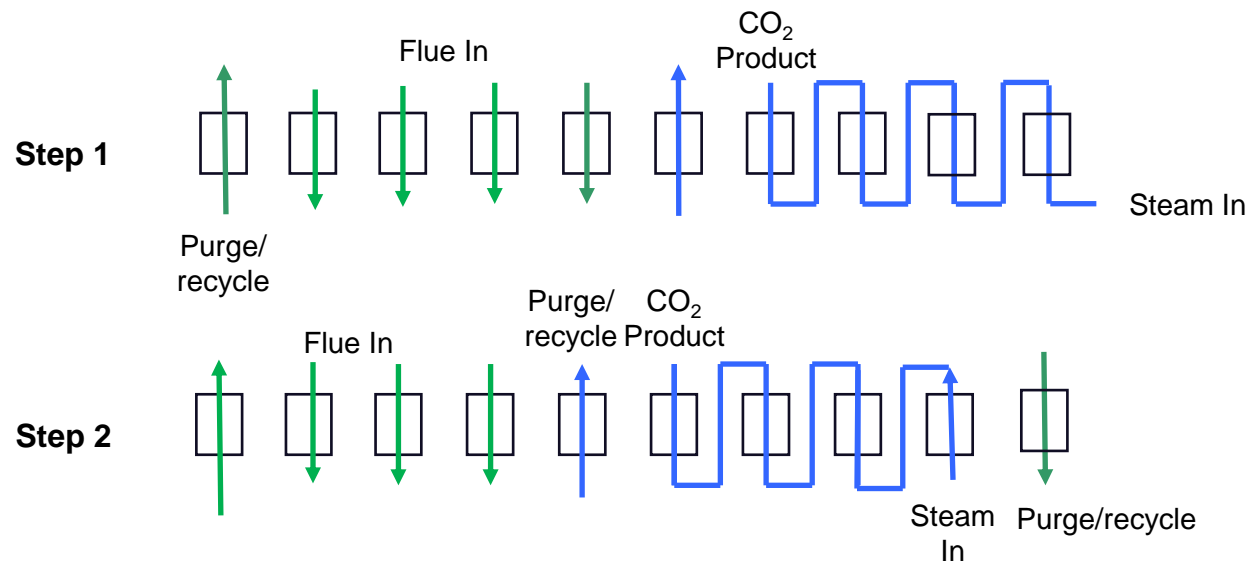 CO₂
Product
Flue In
Step 1
Steam In
Purge/
recycle
Purge/
recycle
CO₂
Product
Flue In
Step 2
Steam
In
Purge/recycle